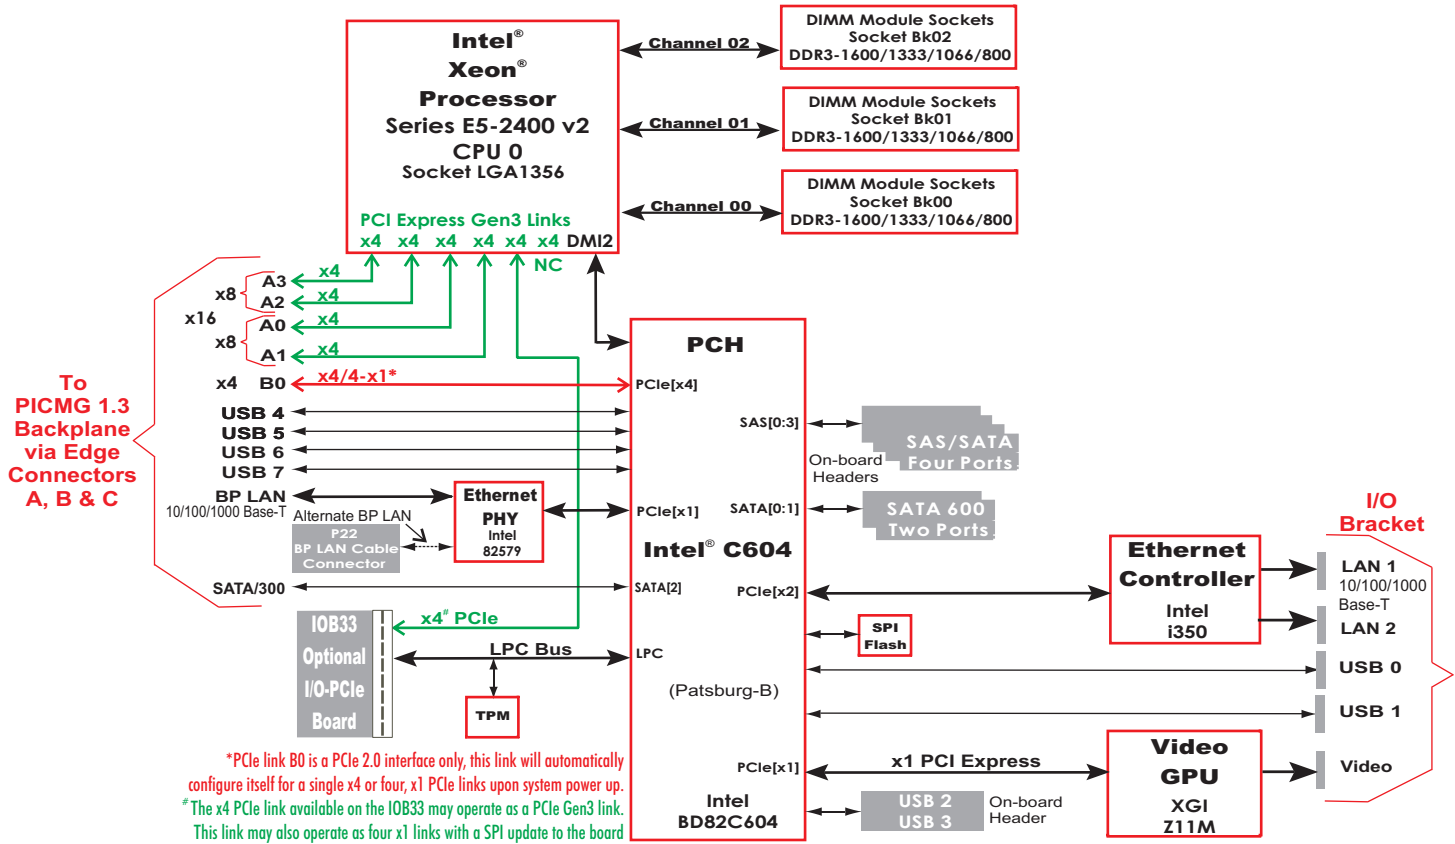 Intel®
Xeon®
Processor
Series E5-2400 v2
CPU 0
Socket LGA1356
PCI Express Gen3 Links
x4 x4 x4 x4 x4 x4 DMI2
NC
Channel 02
DIMM Module Sockets
Socket Bk02
DDR3-1600/1333/1066/800
Channel 01
DIMM Module Sockets
Socket Bk01
DDR3-1600/1333/1066/800
Channel 00
DIMM Module Sockets
Socket Bk00
DDR3-1600/1333/1066/800
To
PICMG 1.3
Backplane
via Edge
Connectors
A, B & C
x16
x8
A3 x4
A2 x4
x8
A0 x4
A1 x4
x4 B0 x4/4-x1*
USB 4
USB 5
USB 6
USB 7
BP LAN
10/100/1000 Base-T
Alternate BP LAN
P22
BP LAN Cable
Connector
Ethernet
PHY
Intel
82579
SATA/300
IOB33
Optional
I/O-PCIe
Board
x4# PCIe
LPC Bus
TPM
PCH
PCIe[x4]
SAS[0:3]
PCIe[x1]
SATA[0:1]
Intel® C604
SATA[2]
PCIe[x2]
LPC
(Patsburg-B)
PCIe[x1]
Intel
BD82C604
SAS/SATA
Four Ports
On-board
Headers
SATA 600
Two Ports
SPI
Flash
x1 PCI Express
USB 2
USB 3
On-board
Header
Ethernet
Controller
Intel
i350
Video
GPU
XGI
Z11M
I/O
Bracket
LAN 1
10/100/1000
Base-T
LAN 2
USB 0
USB 1
Video
*PCIe link B0 is a PCIe 2.0 interface only, this link will automatically
configure itself for a single x4 or four, x1 PCIe links upon system power up.
# The x4 PCIe link available on the IOB33 may operate as a PCIe Gen3 link.
This link may also operate as four x1 links with a SPI update to the board